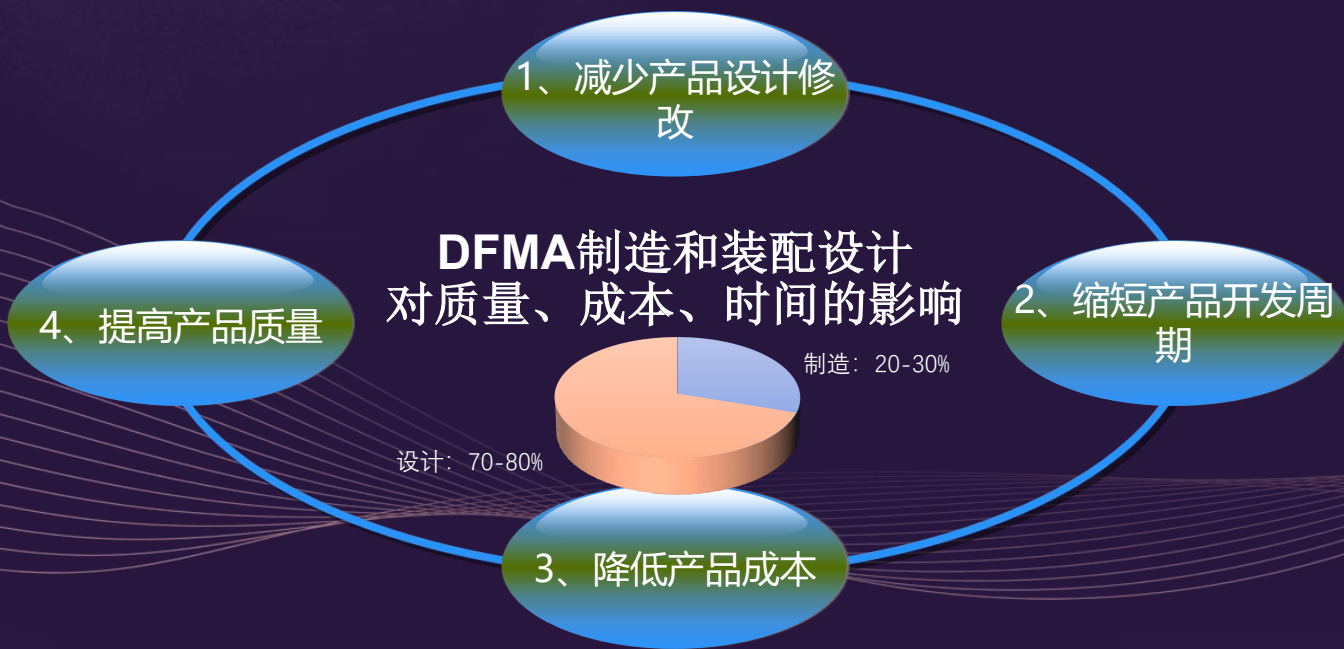 1、减少产品设计修
改
DFMA制造和装配设计
对质量、成本、时间的影响
2、缩短产品开发周
期
4、提高产品质量
制造：20-30%
设计：70-80%
3、降低产品成本